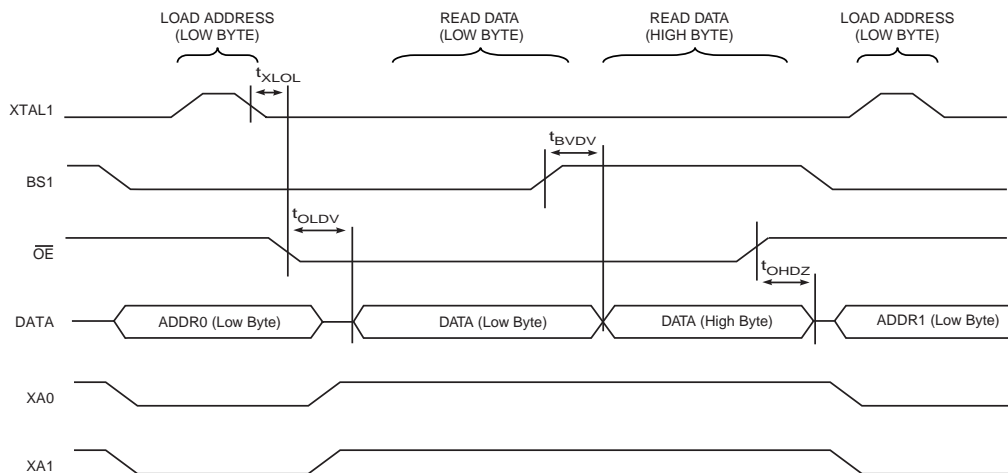 LOAD ADDRESS
(LOW BYTE)
READ DATA
(LOW BYTE)
READ DATA
(HIGH BYTE)
LOAD ADDRESS
(LOW BYTE)
tXLOL
XTAL1
tBVDV
BS1
tOLDV
OE
tOHDZ
DATA
ADDR0 (Low Byte)
DATA (Low Byte)
DATA (High Byte)
ADDR1 (Low Byte)
XA0
XA1